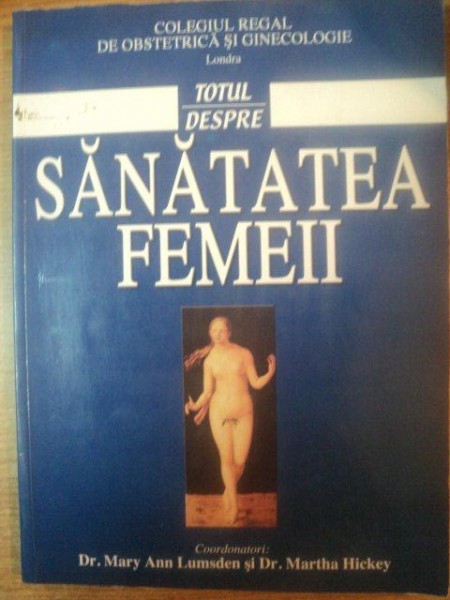 COLEGIUL REGAL
DE OBSTETRICĂ ŞI GINECOLOGIE
Londra
TOTUL
DESPRE
SĂNĂTATEA
FEMEII
Coordonatori:
Dr. Mary Ann Lumsden şi Dr. Martha Hickey